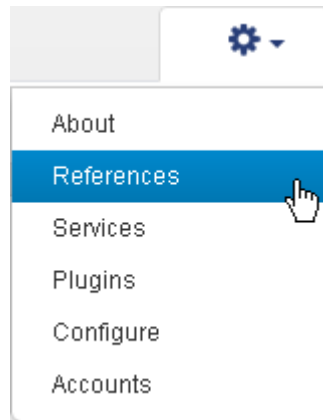 About
References
Services
Plugins
Configure
Accounts